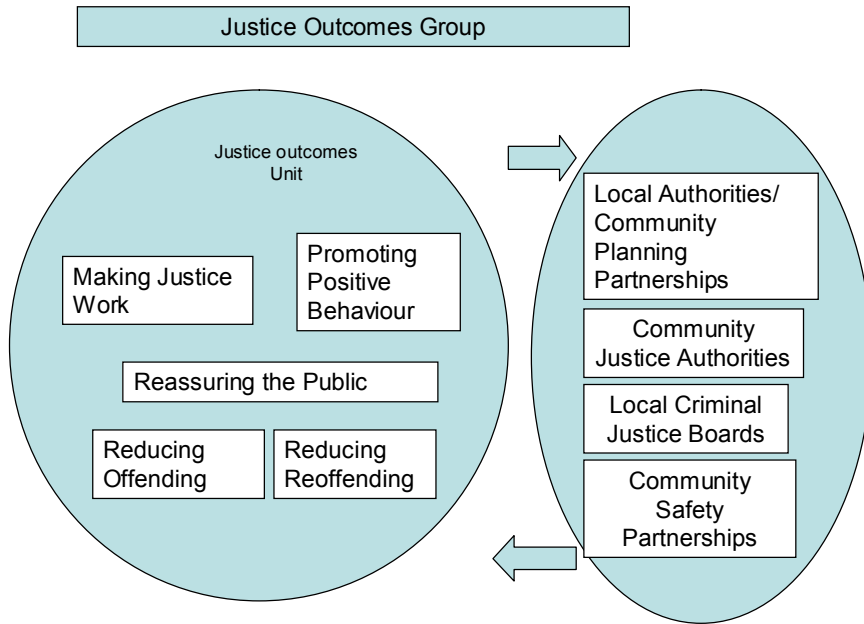 Justice Outcomes Group
Justice outcomes
Unit
Making Justice
Work
Promoting
Positive
Behaviour
Reassuring the Public
Reducing
Offending
Reducing
Reoffending
Local Authorities/
Community
Planning
Partnerships
Community
Justice Authorities
Local Criminal
Justice Boards
Community
Safety
Partnerships